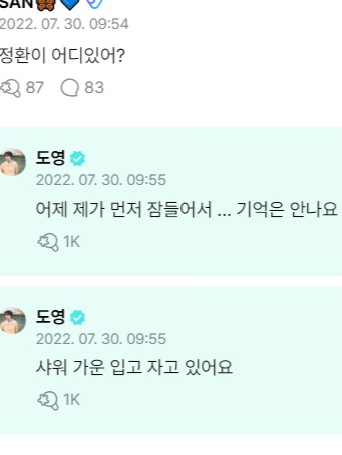 SAN🦋💙
2022. 07. 30. 09:54
정환이 어디있어?
87 83
도영
2022. 07. 30. 09:55
어제 제가 먼저 잠들어서 ... 기억은 안나요
1K
도영
2022. 07. 30. 09:55
샤워 가운 입고 자고 있어요
1K